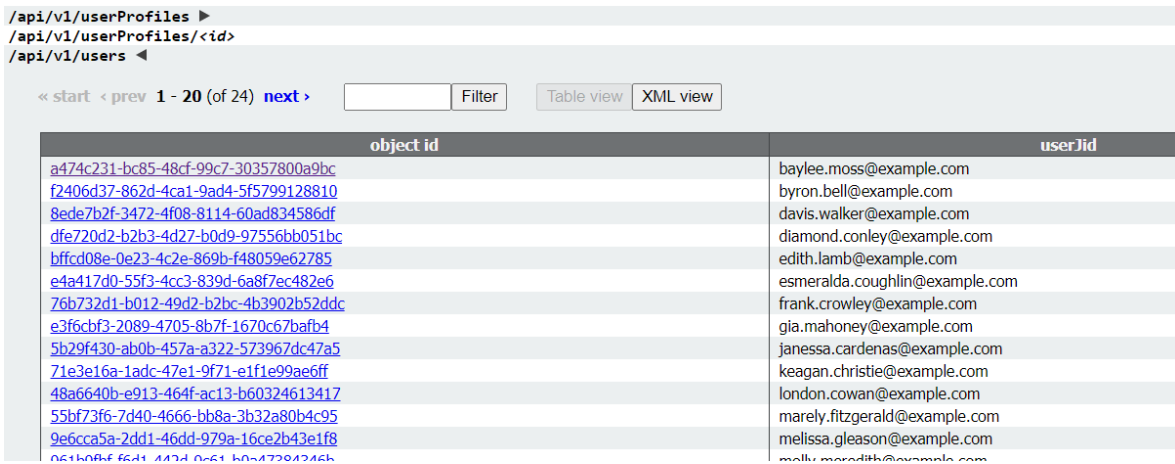 /api/v1/userProfiles ►
/api/v1/userProfiles/<id>
/api/v1/users ◄
« start ‹ prev 1 - 20 (of 24) next › Filter Table view XML view
object id userJid
a474c231-bc85-48cf-99c7-30357800a9bc baylee.moss@example.com
f2406d37-862d-4ca1-9ad4-5f5799128810 byron.bell@example.com
8ede7b2f-3472-4f08-8114-60ad834586df davis.walker@example.com
dfe720d2-b2b3-4d27-b0d9-97556bb051bc diamond.conley@example.com
bffcd08e-0e23-4c2e-869b-f48059e62785 edith.lamb@example.com
e4a417d0-55f3-4cc3-839d-6a8f7ec482e6 esmeralda.coughlin@example.com
76b732d1-b012-49d2-b2bc-4b3902b52ddc frank.crowley@example.com
e3f6cbf3-2089-4705-8b7f-1670c67bafb4 gia.mahoney@example.com
5b29f430-ab0b-457a-a322-573967dc47a5 janessa.cardenas@example.com
71e3e16a-1adc-47e1-9f71-e1f1e99ae6ff keagan.christie@example.com
48a6640b-e913-464f-ac13-b60324613417 london.cowan@example.com
55bf73f6-7d40-4666-bb8a-3b32a80b4c95 marely.fitzgerald@example.com
9e6cca5a-2dd1-46dd-979a-16ce2b43e1f8 melissa.gleason@example.com
molly.meredith@example.com